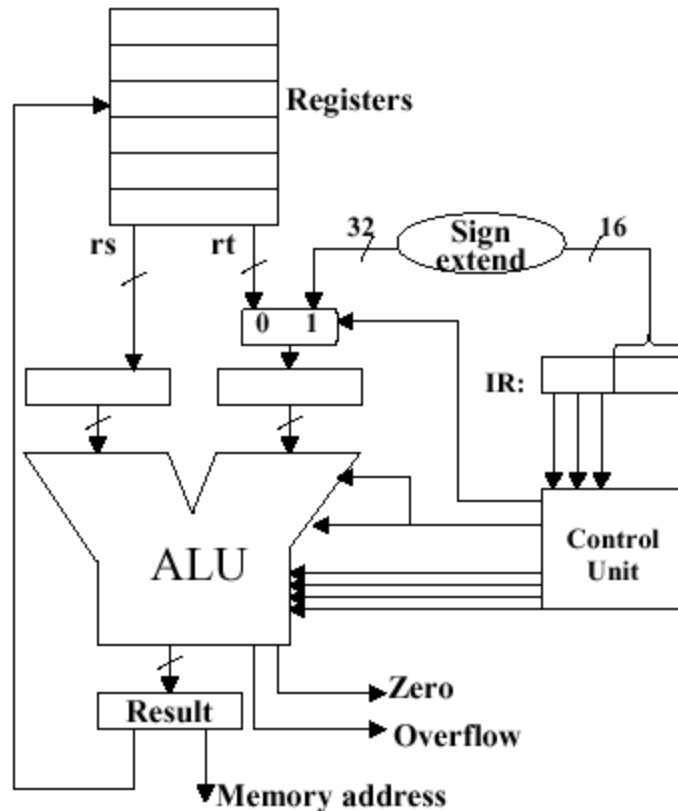 Registers
rs
rt
32
Sign
extend
16
0 1
IR:
ALU
Control
Unit
Result
Zero
Overflow
Memory address